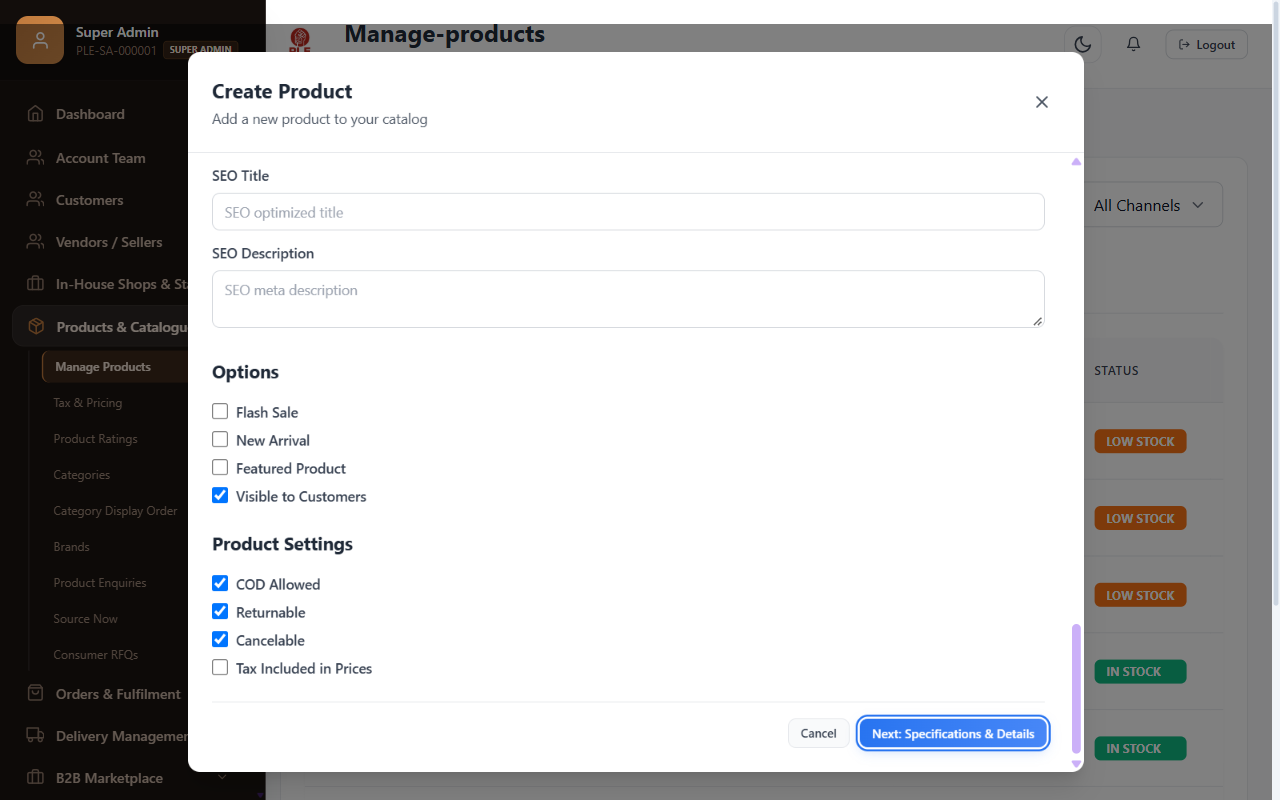 Super Admin
PLE-SA-000001 SUPER ADMIN
PLE
Manage-products
Logout
Dashboard
Account Team
Customers
Vendors / Sellers
In-House Shops & St
Products & Catalogu
Manage Products
Tax & Pricing
Product Ratings
Categories
Category Display Order
Brands
Product Enquiries
Source Now
Consumer RFQs
Orders & Fulfilment
Delivery Managemen
B2B Marketplace
Create Product
Add a new product to your catalog
SEO Title
SEO optimized title
SEO Description
SEO meta description
Options
Flash Sale
New Arrival
Featured Product
Visible to Customers
Product Settings
COD Allowed
Returnable
Cancelable
Tax Included in Prices
Cancel
Next: Specifications & Details
All Channels
STATUS
LOW STOCK
LOW STOCK
LOW STOCK
IN STOCK
IN STOCK